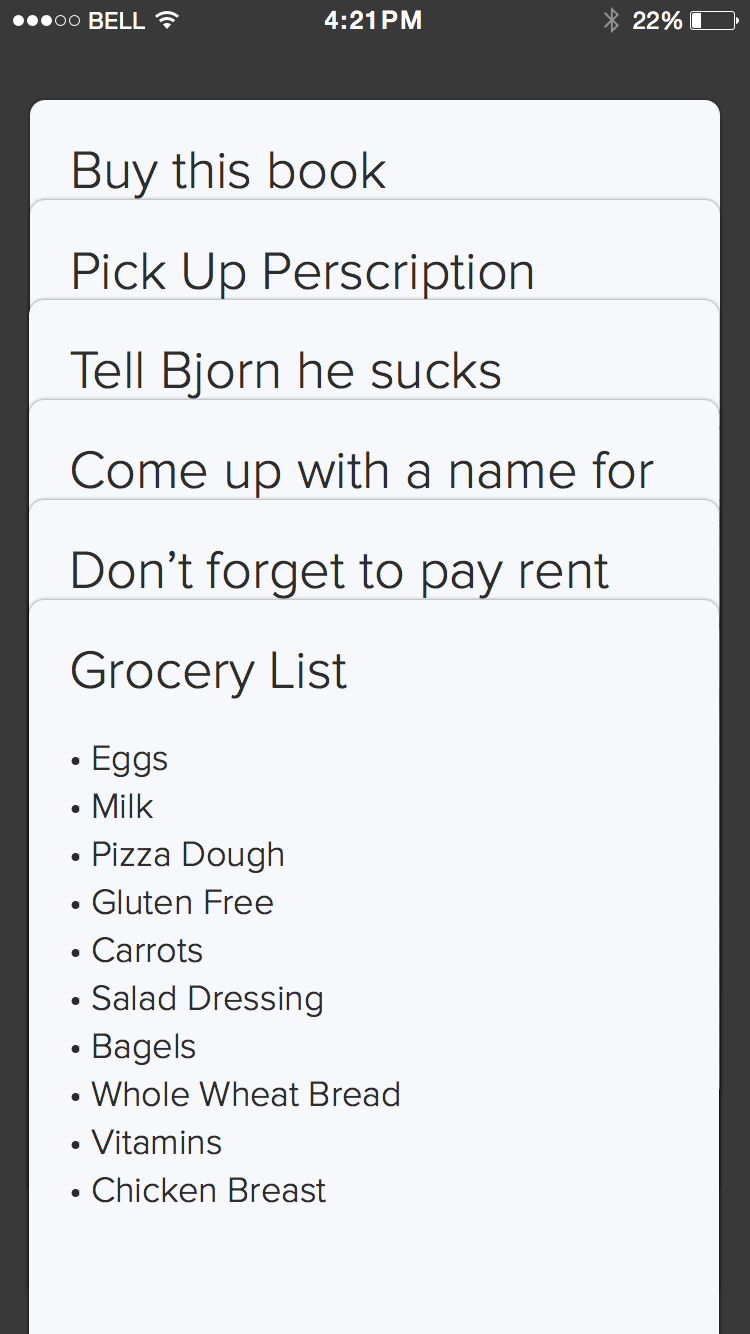 BELL 4:21PM 22%
Buy this book
Pick Up Perscription
Tell Bjorn he sucks
Come up with a name for
Don’t forget to pay rent
Grocery List
• Eggs
• Milk
• Pizza Dough
• Gluten Free
• Carrots
• Salad Dressing
• Bagels
• Whole Wheat Bread
• Vitamins
• Chicken Breast